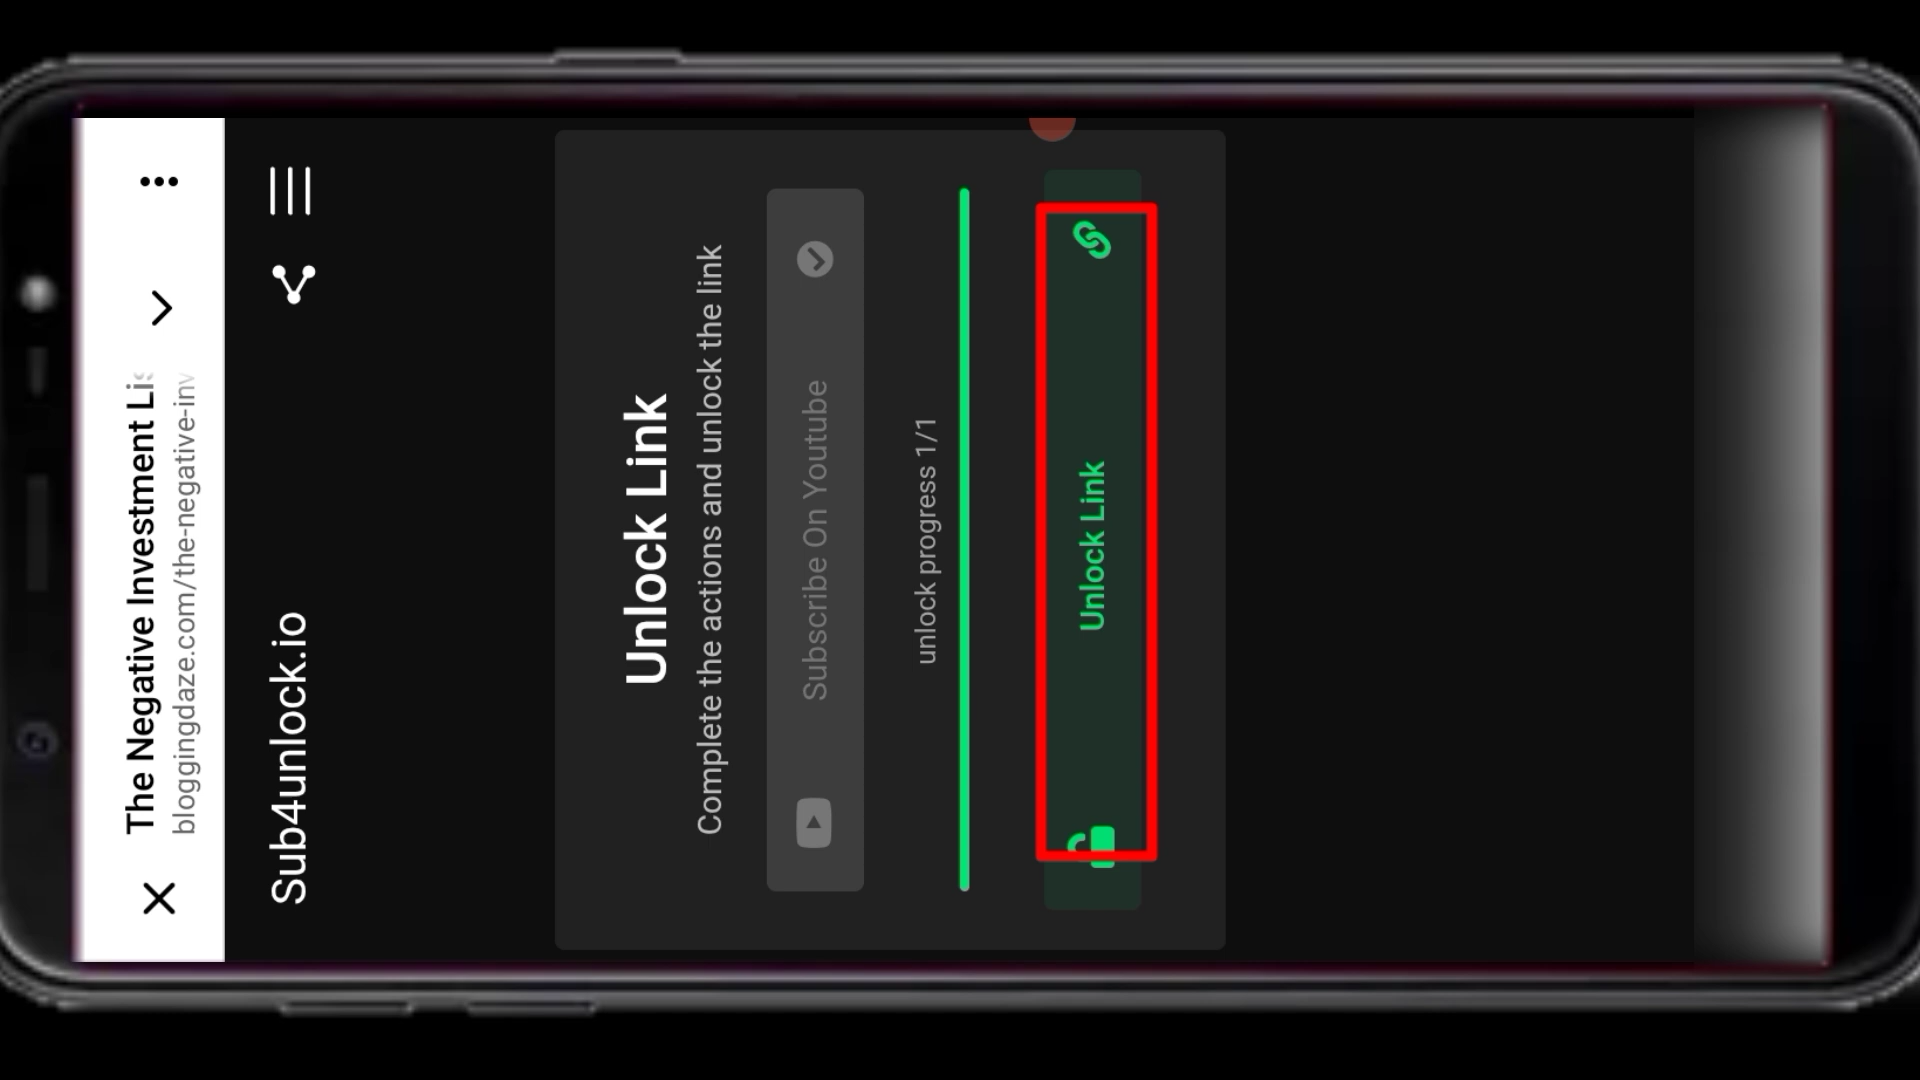 The Negative Investment Lis
bloggingdaze.com/the-negative-inv
Sub4unlock.io
Unlock Link
Complete the actions and unlock the link
Subscribe On Youtube
unlock progress 1/1
Unlock Link